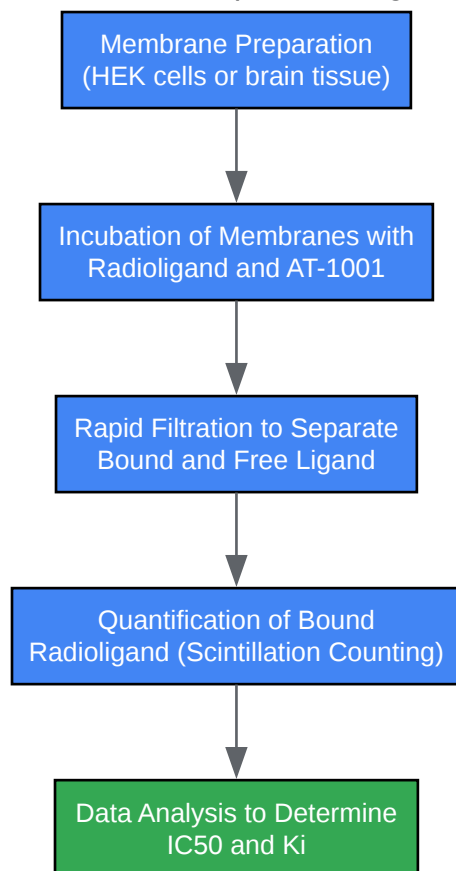 Membrane Preparation
(HEK cells or brain tissue)
Incubation of Membranes with
Radioligand and AT-1001
Rapid Filtration to Separate
Bound and Free Ligand
Quantification of Bound
Radioligand (Scintillation Counting)
Data Analysis to Determine
IC50 and Ki